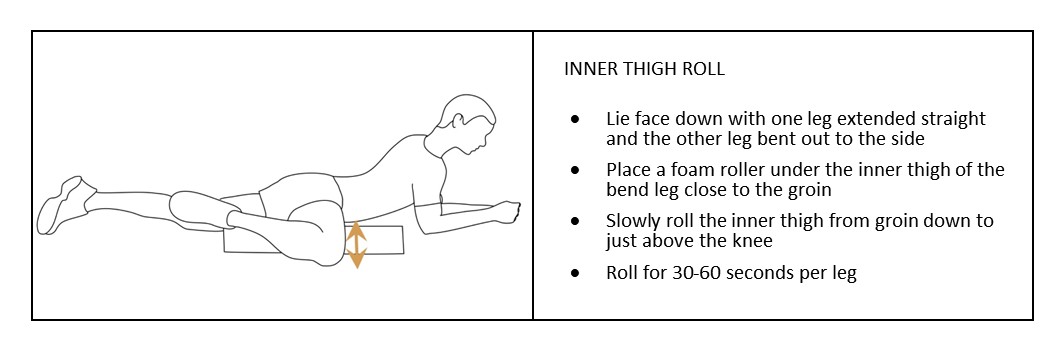 INNER THIGH ROLL
• Lie face down with one leg extended straight
and the other leg bent out to the side
• Place a foam roller under the inner thigh of the
bend leg close to the groin
• Slowly roll the inner thigh from groin down to
just above the knee
• Roll for 30-60 seconds per leg